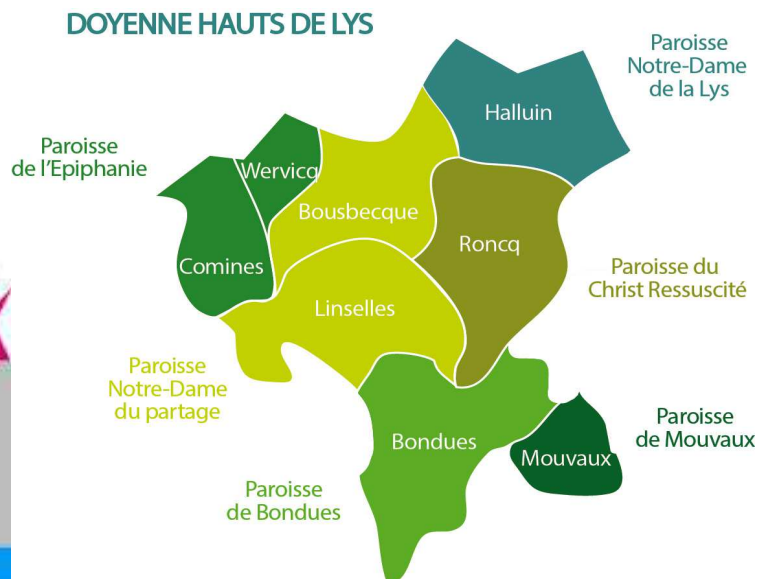 DOYENNE HAUTS DE LYS
Paroisse
Notre-Dame
de la Lys
Halluin
Paroisse
de l'Epiphanie
Wervicq
Bousbecque
Roncq
Comines
Paroisse du
Christ Ressuscité
Linselles
Paroisse
Notre-Dame
du partage
Paroisse
de Mouvaux
Bondues
Mouvaux
Paroisse
de Bondues